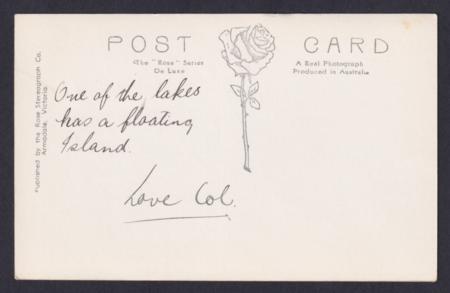 POST CARD
The "Rose" Series
De Luxe
A Real Photograph
Produced in Australia
Published by the Rose Stereograph Co.
Armadale, Victoria.
One of the lakes
has a floating
Island.
Love Col.